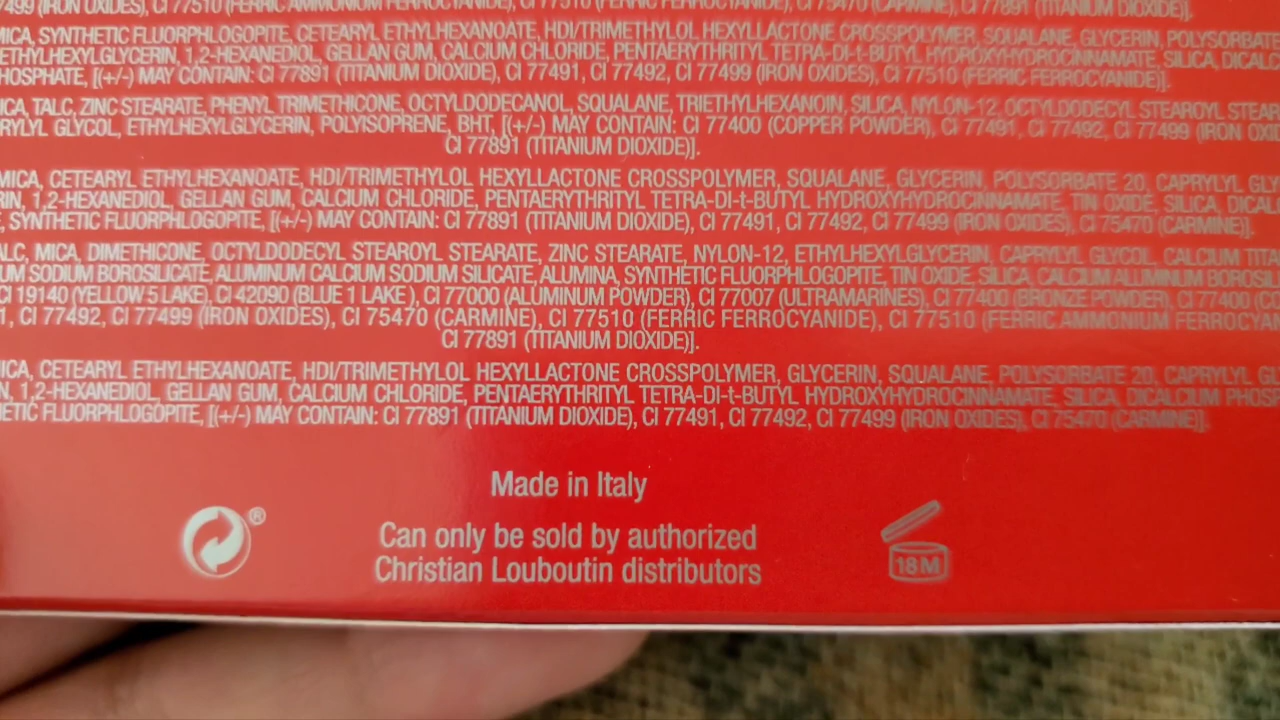 7499 (IRON OXIDES), CI 77510 (FERRIC AMMONIUM FERROCYANIDE), CI 77510 (FERRIC FERROCYANIDE), CI 75470 (CARMINE), CI 77891 (TITANIUM DIOXIDE)].
MICA, SYNTHETIC FLUORPHLOGOPITE, CETEARYL ETHYLHEXANOATE, HDI/TRIMETHYLOL HEXYLLACTONE CROSSPOLYMER, SQUALANE, GLYCERIN, POLYSORBATE
ETHYLHEXYLGLYCERIN, 1,2-HEXANEDIOL, GELLAN GUM, CALCIUM CHLORIDE, PENTAERYTHRITYL TETRA-DI-t-BUTYL HYDROXYHYDROCINNAMATE, SILICA, DICALC
HOSPHATE, [(+/-) MAY CONTAIN: CI 77891 (TITANIUM DIOXIDE), CI 77491, CI 77492, CI 77499 (IRON OXIDES), CI 77510 (FERRIC FERROCYANIDE)].
ICA, TALC, ZINC STEARATE, PHENYL TRIMETHICONE, OCTYLDODECANOL, SQUALANE, TRIETHYLHEXANOIN, SILICA, NYLON-12, OCTYLDODECYL STEAROYL STEAR
RYLYL GLYCOL, ETHYLHEXYLGLYCERIN, POLYISOPRENE, BHT, [(+/-) MAY CONTAIN: CI 77400 (COPPER POWDER), CI 77491, CI 77492, CI 77499 (IRON OXI
CI 77891 (TITANIUM DIOXIDE)].
MICA, CETEARYL ETHYLHEXANOATE, HDI/TRIMETHYLOL HEXYLLACTONE CROSSPOLYMER, SQUALANE, GLYCERIN, POLYSORBATE 20, CAPRYLYL GLY
RIN, 1,2-HEXANEDIOL, GELLAN GUM, CALCIUM CHLORIDE, PENTAERYTHRITYL TETRA-DI-t-BUTYL HYDROXYHYDROCINNAMATE, TIN OXIDE, SILICA, DICAL
, SYNTHETIC FLUORPHLOGOPITE, [(+/-) MAY CONTAIN: CI 77891 (TITANIUM DIOXIDE), CI 77491, CI 77492, CI 77499 (IRON OXIDES), CI 75470 (CARMINE)].
ALC, MICA, DIMETHICONE, OCTYLDODECYL STEAROYL STEARATE, ZINC STEARATE, NYLON-12, ETHYLHEXYLGLYCERIN, CAPRYLYL GLYCOL, CALCIUM TITA
UM SODIUM BOROSILICATE, ALUMINUM CALCIUM SODIUM SILICATE, ALUMINA, SYNTHETIC FLUORPHLOGOPITE, TIN OXIDE, SILICA, CALCIUM ALUMINUM BOROSIL
CI 19140 (YELLOW 5 LAKE), CI 42090 (BLUE 1 LAKE), CI 77000 (ALUMINUM POWDER), CI 77007 (ULTRAMARINES), CI 77400 (BRONZE POWDER), CI 77400 (CO
1, CI 77492, CI 77499 (IRON OXIDES), CI 75470 (CARMINE), CI 77510 (FERRIC FERROCYANIDE), CI 77510 (FERRIC AMMONIUM FERROCYAN
CI 77891 (TITANIUM DIOXIDE)].
ICA, CETEARYL ETHYLHEXANOATE, HDI/TRIMETHYLOL HEXYLLACTONE CROSSPOLYMER, GLYCERIN, SQUALANE, POLYSORBATE 20, CAPRYLYL GL
N, 1,2-HEXANEDIOL, GELLAN GUM, CALCIUM CHLORIDE, PENTAERYTHRITYL TETRA-DI-t-BUTYL HYDROXYHYDROCINNAMATE, SILICA, DICALCIUM PHOSP
ETIC FLUORPHLOGOPITE, [(+/-) MAY CONTAIN: CI 77891 (TITANIUM DIOXIDE), CI 77491, CI 77492, CI 77499 (IRON OXIDES), CI 75470 (CARMINE)].
Made in Italy
®
Can only be sold by authorized
Christian Louboutin distributors
18M